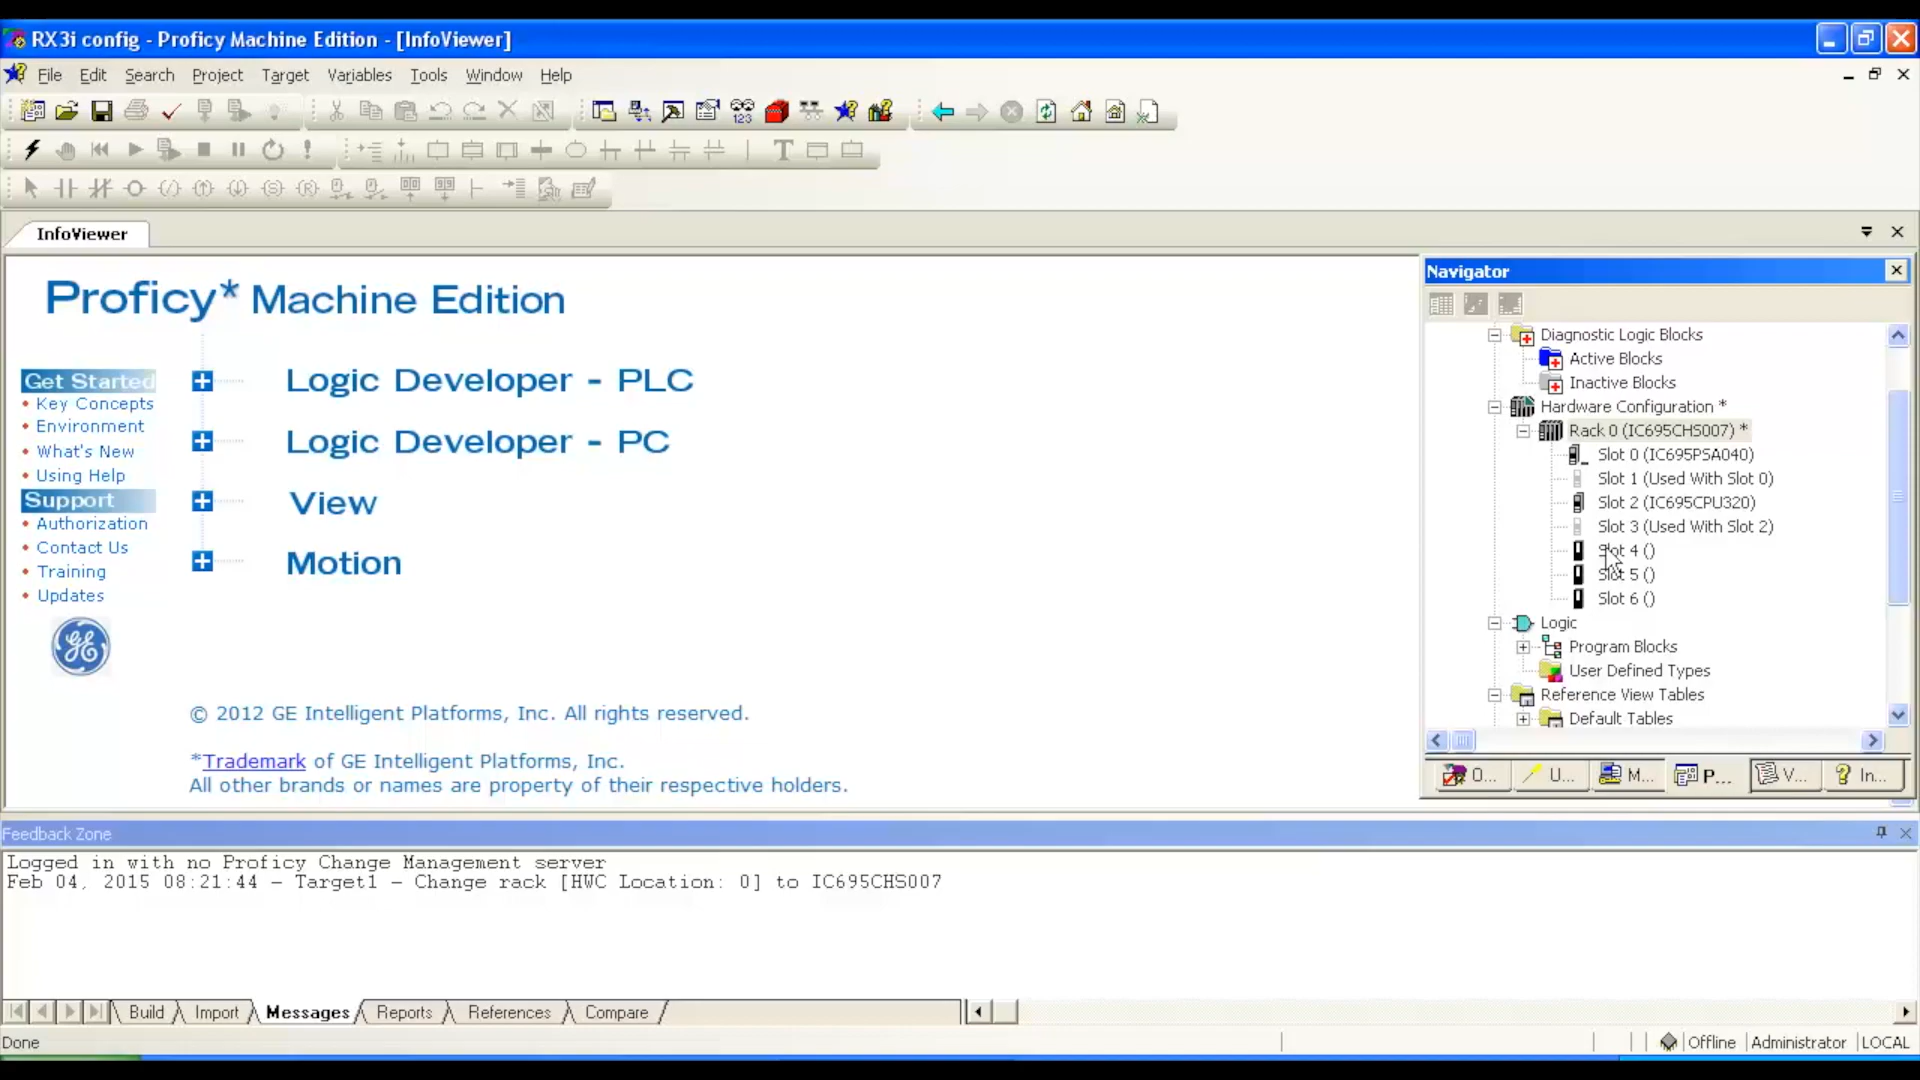 RX3i config - Proficy Machine Edition - [InfoViewer]
File Edit Search Project Target Variables Tools Window Help
InfoViewer
Proficy* Machine Edition
Get Started
Key Concepts
Environment
What's New
Using Help
Support
Authorization
Contact Us
Training
Updates
Logic Developer - PLC
Logic Developer - PC
View
Motion
© 2012 GE Intelligent Platforms, Inc. All rights reserved.
*Trademark of GE Intelligent Platforms, Inc.
All other brands or names are property of their respective holders.
Navigator
Diagnostic Logic Blocks
Active Blocks
Inactive Blocks
Hardware Configuration *
Rack 0 (IC695CHS007) *
Slot 0 (IC695PSA040)
Slot 1 (Used With Slot 0)
Slot 2 (IC695CPU320)
Slot 3 (Used With Slot 2)
Slot 4 ()
Slot 5 ()
Slot 6 ()
Logic
Program Blocks
User Defined Types
Reference View Tables
Default Tables
O... U... M... P... V... In...
Feedback Zone
Logged in with no Proficy Change Management server
Feb 04, 2015 08:21:44 - Target1 - Change rack [HWC Location: 0] to IC695CHS007
Build Import Messages Reports References Compare
Done
Offline Administrator LOCAL